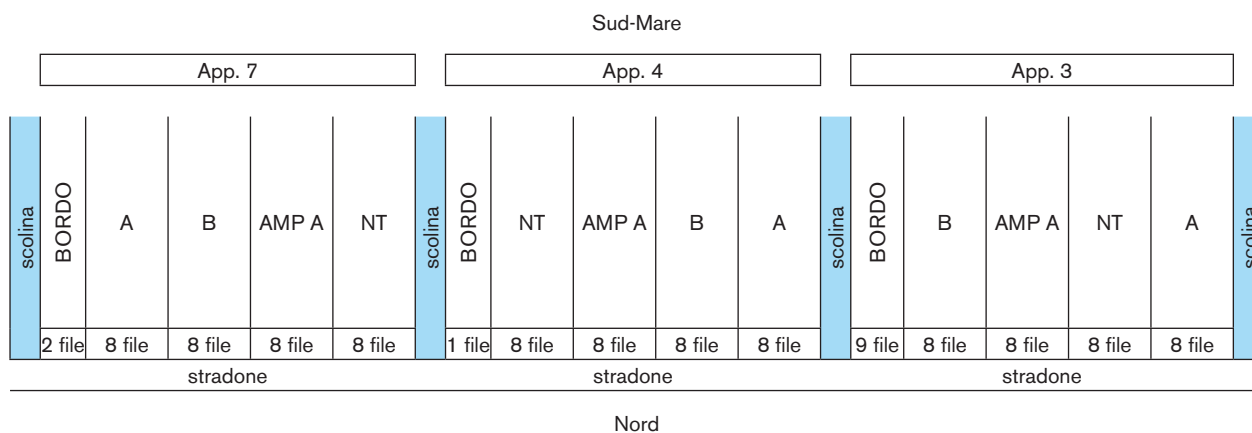 Sud-Mare
App. 7 App. 4 App. 3
scolina BORDO A B AMP A NT scolina BORDO NT AMP A B A scolina BORDO B AMP A NT A scolina
2 file 8 file 8 file 8 file 8 file 1 file 8 file 8 file 8 file 8 file 9 file 8 file 8 file 8 file 8 file
stradone stradone stradone
Nord